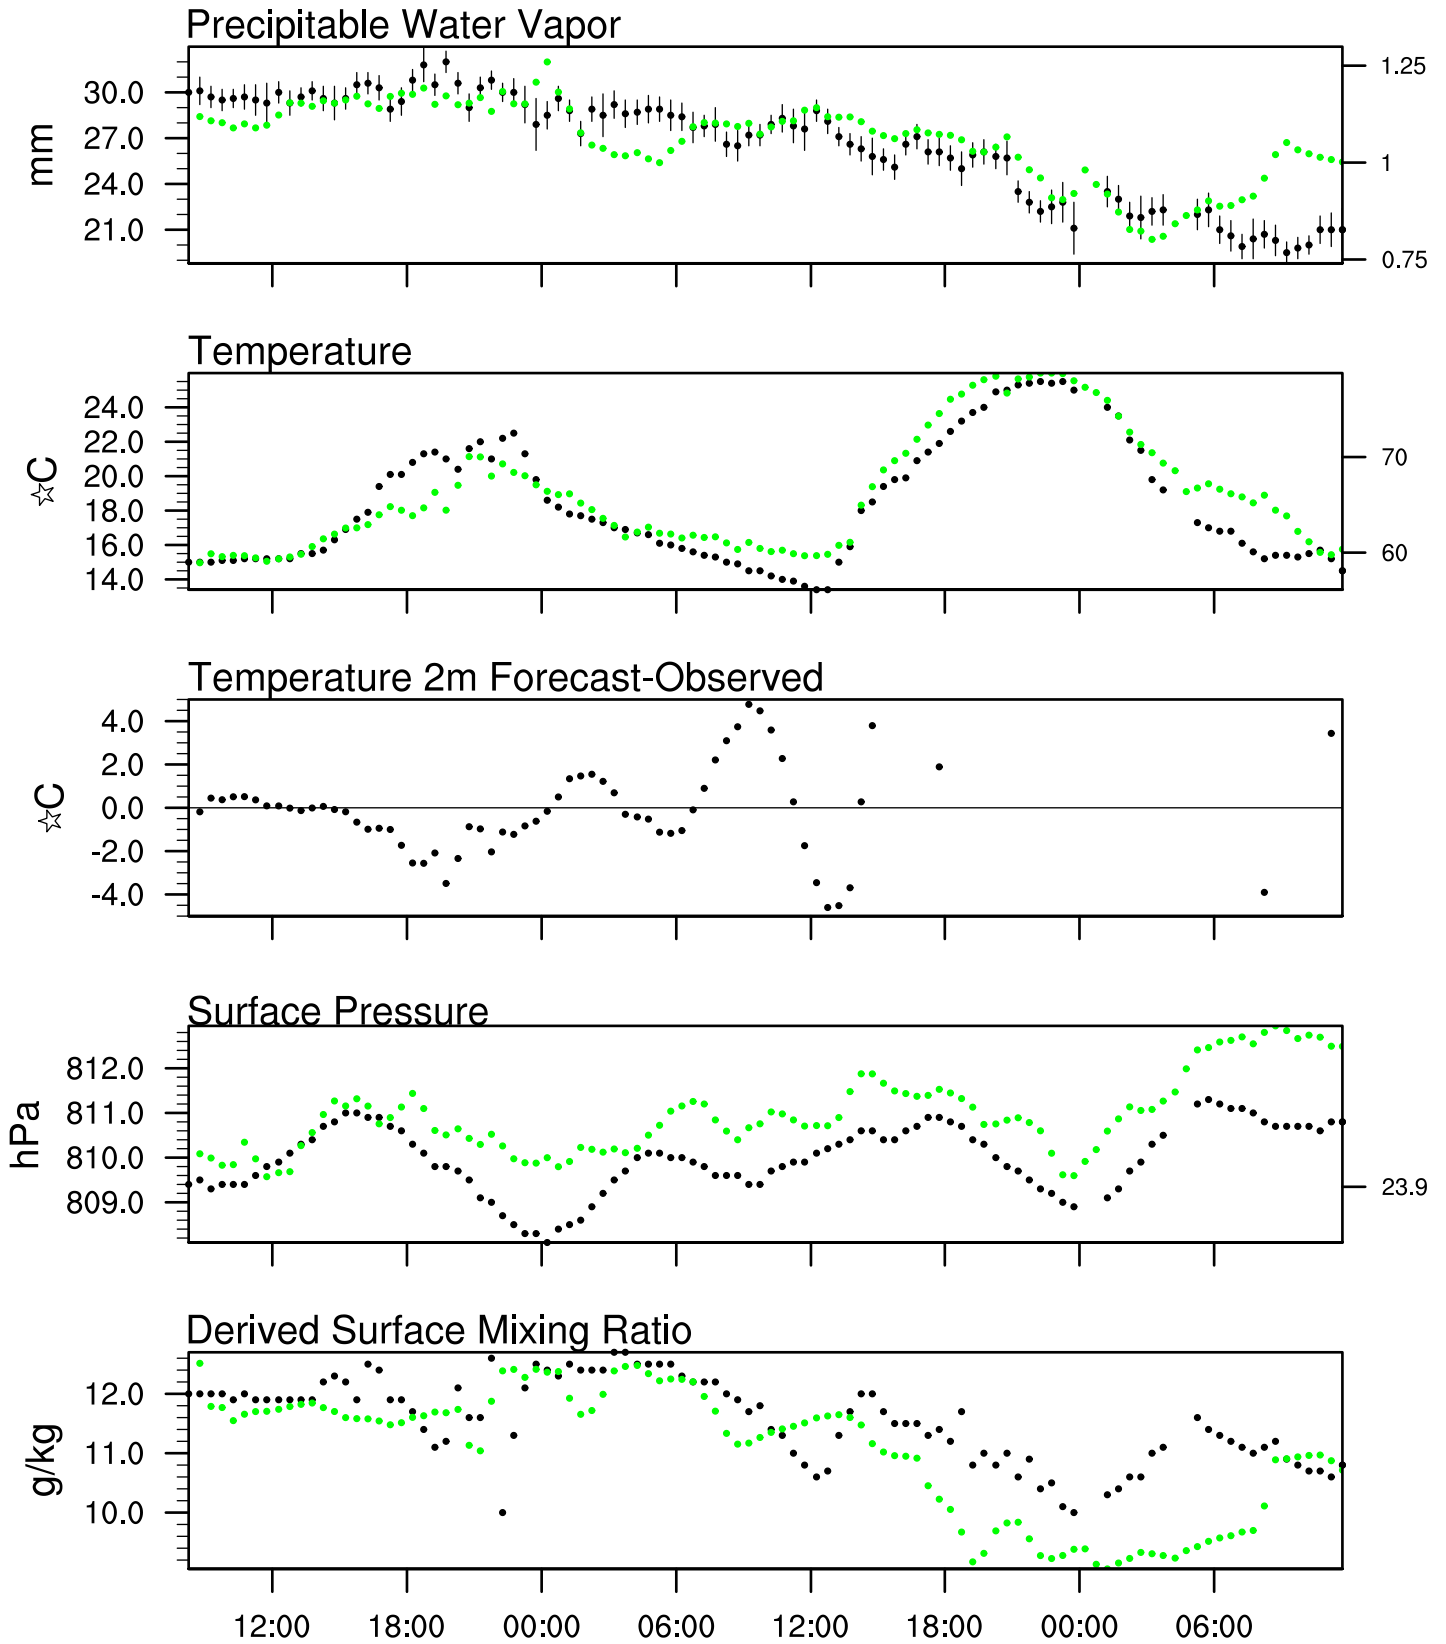 Precipitable Water Vapor
mm
30.0
27.0
24.0
21.0
1.25
1
0.75
Temperature
☆C
24.0
22.0
20.0
18.0
16.0
14.0
70
60
Temperature 2m Forecast-Observed
☆C
4.0
2.0
0.0
-2.0
-4.0
Surface Pressure
hPa
812.0
811.0
810.0
809.0
23.9
Derived Surface Mixing Ratio
g/kg
12.0
11.0
10.0
12:00 18:00 00:00 06:00 12:00 18:00 00:00 06:00